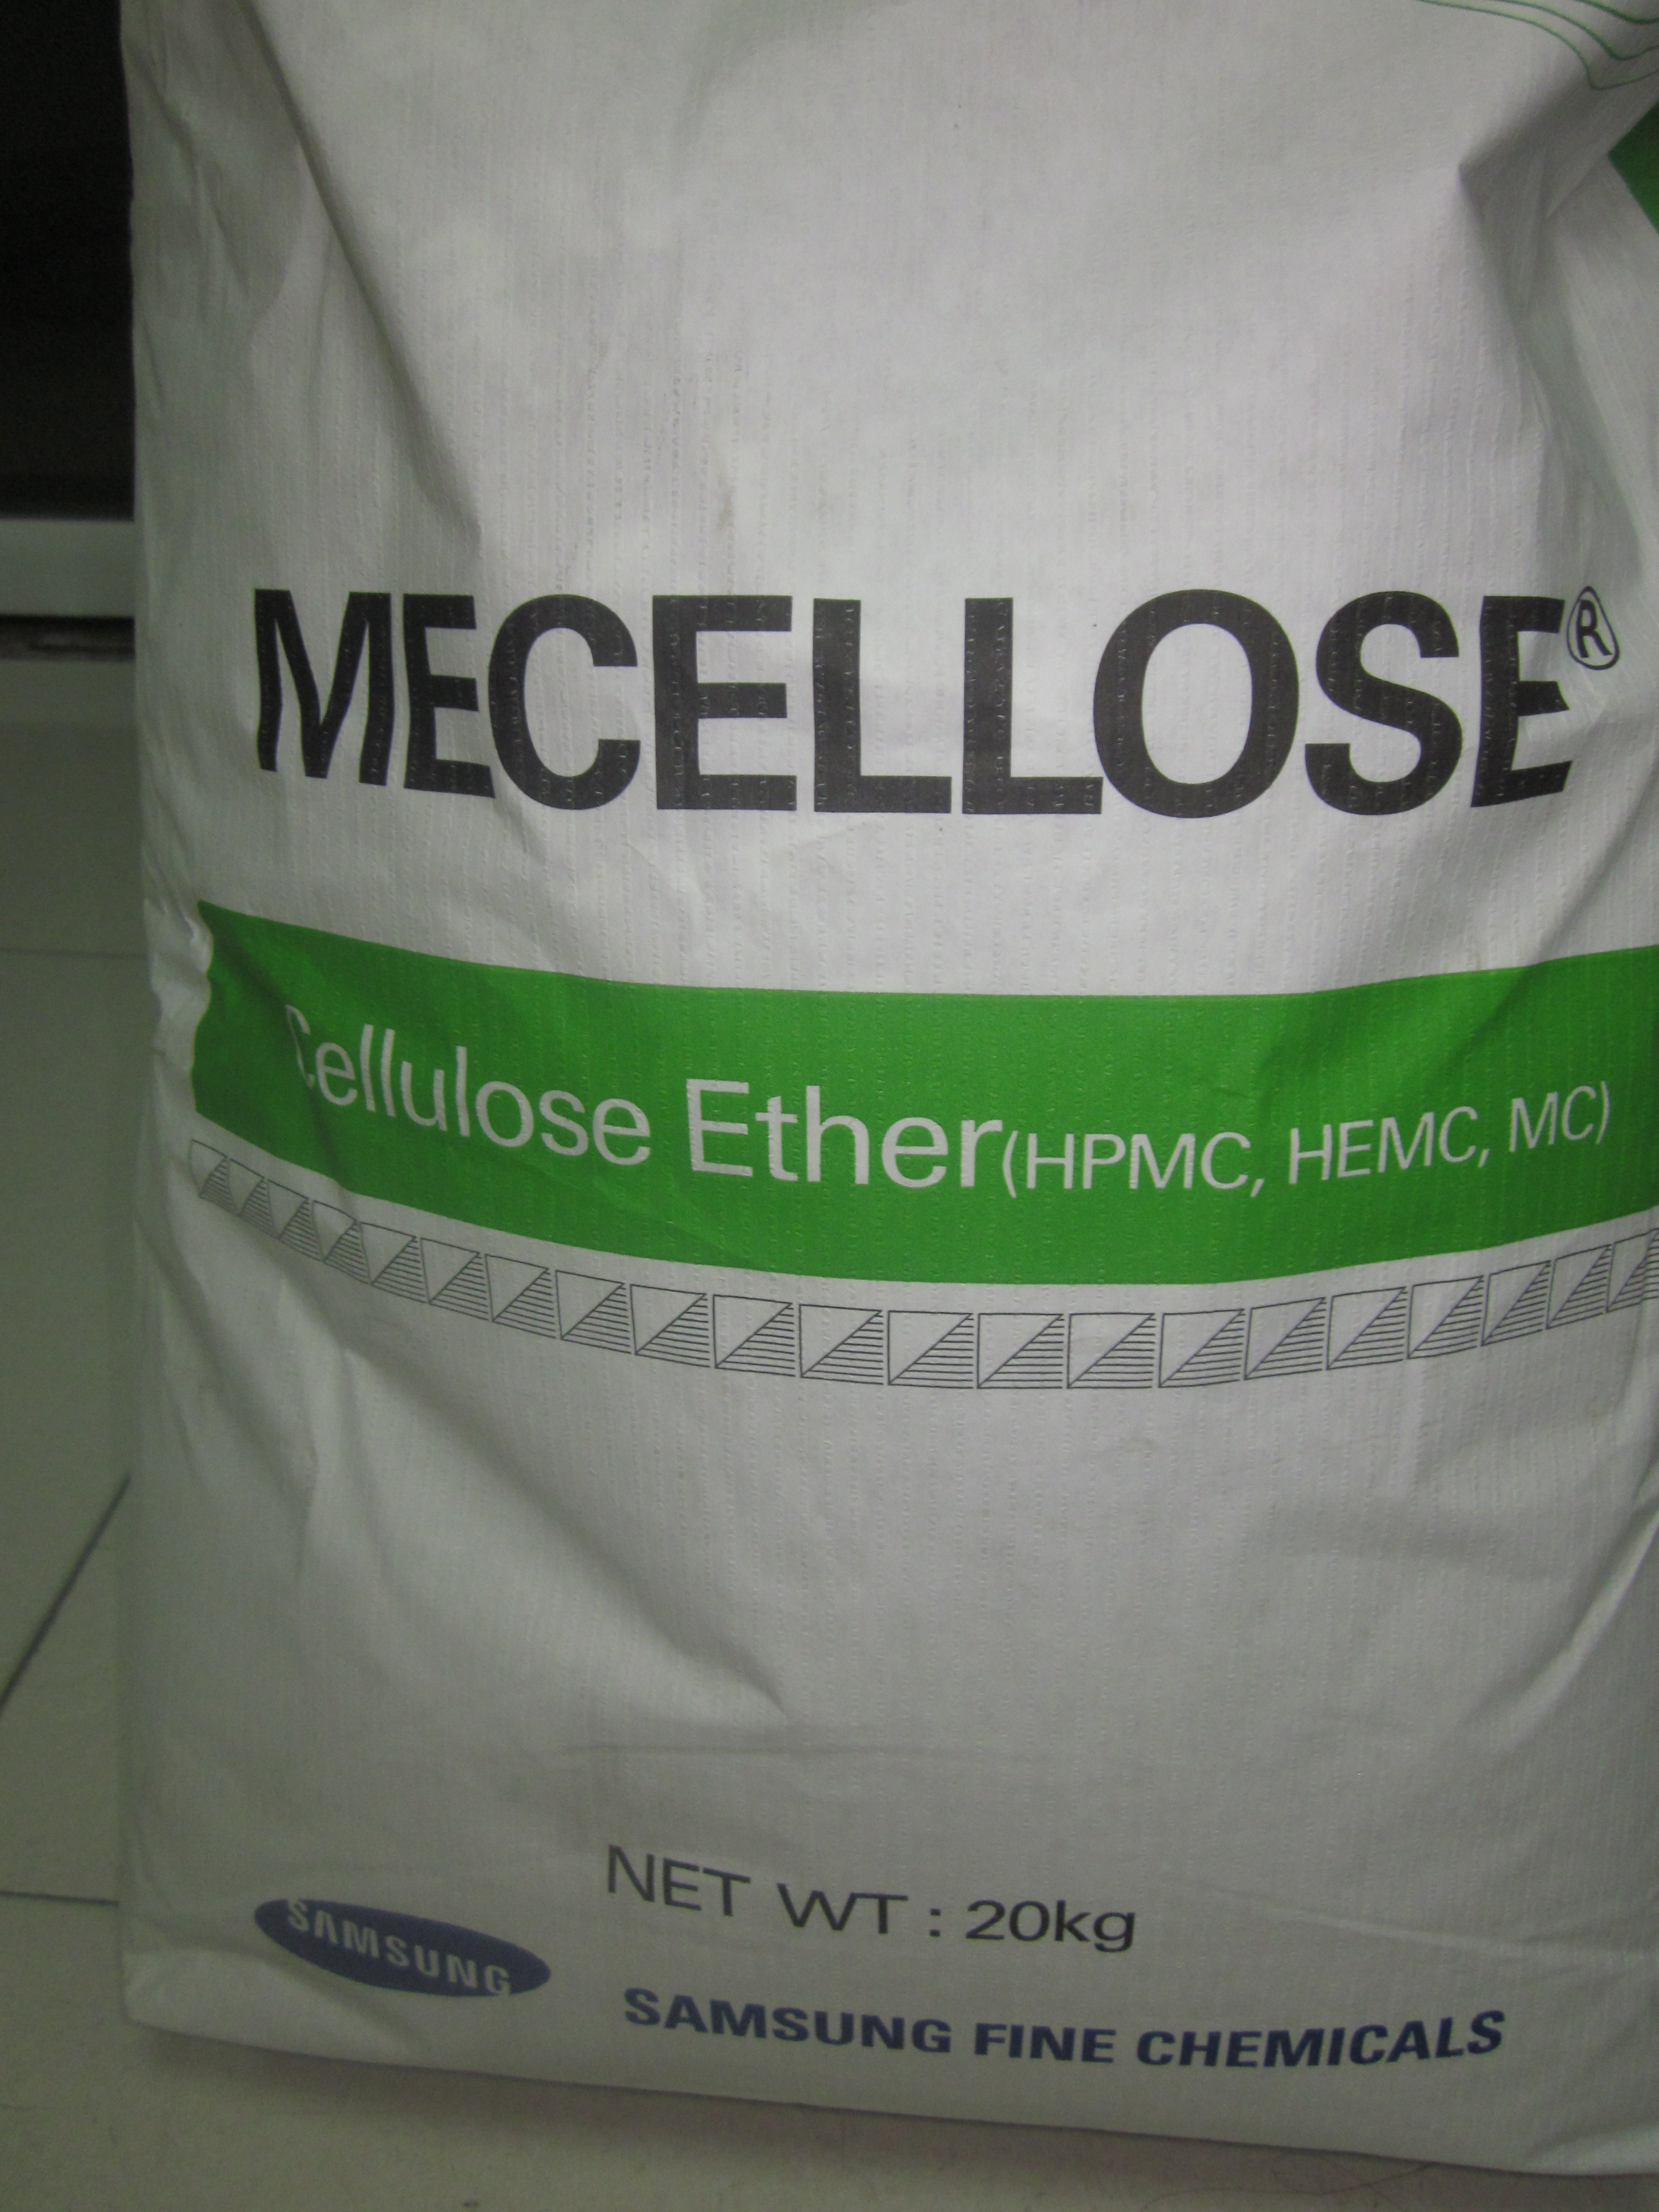 MECELLOSE®
Cellulose Ether(HPMC, HEMC, MC)
NET WT : 20kg
SAMSUNG
SAMSUNG FINE CHEMICALS